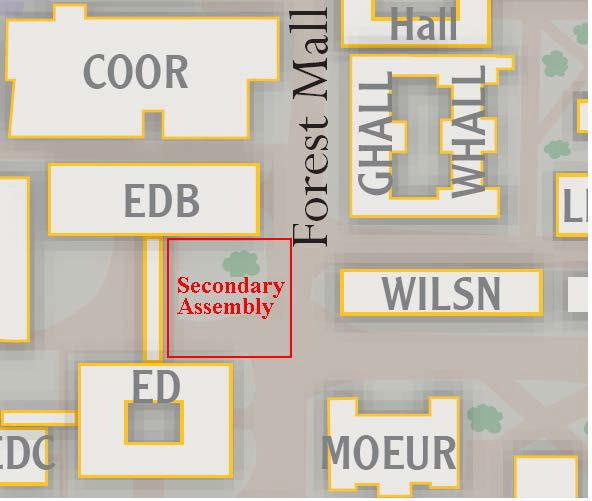 Forest Mall
Hall
COOR
GHALL
WHALL
EDB
Secondary
Assembly
WILSN
ED
EDC
MOEUR